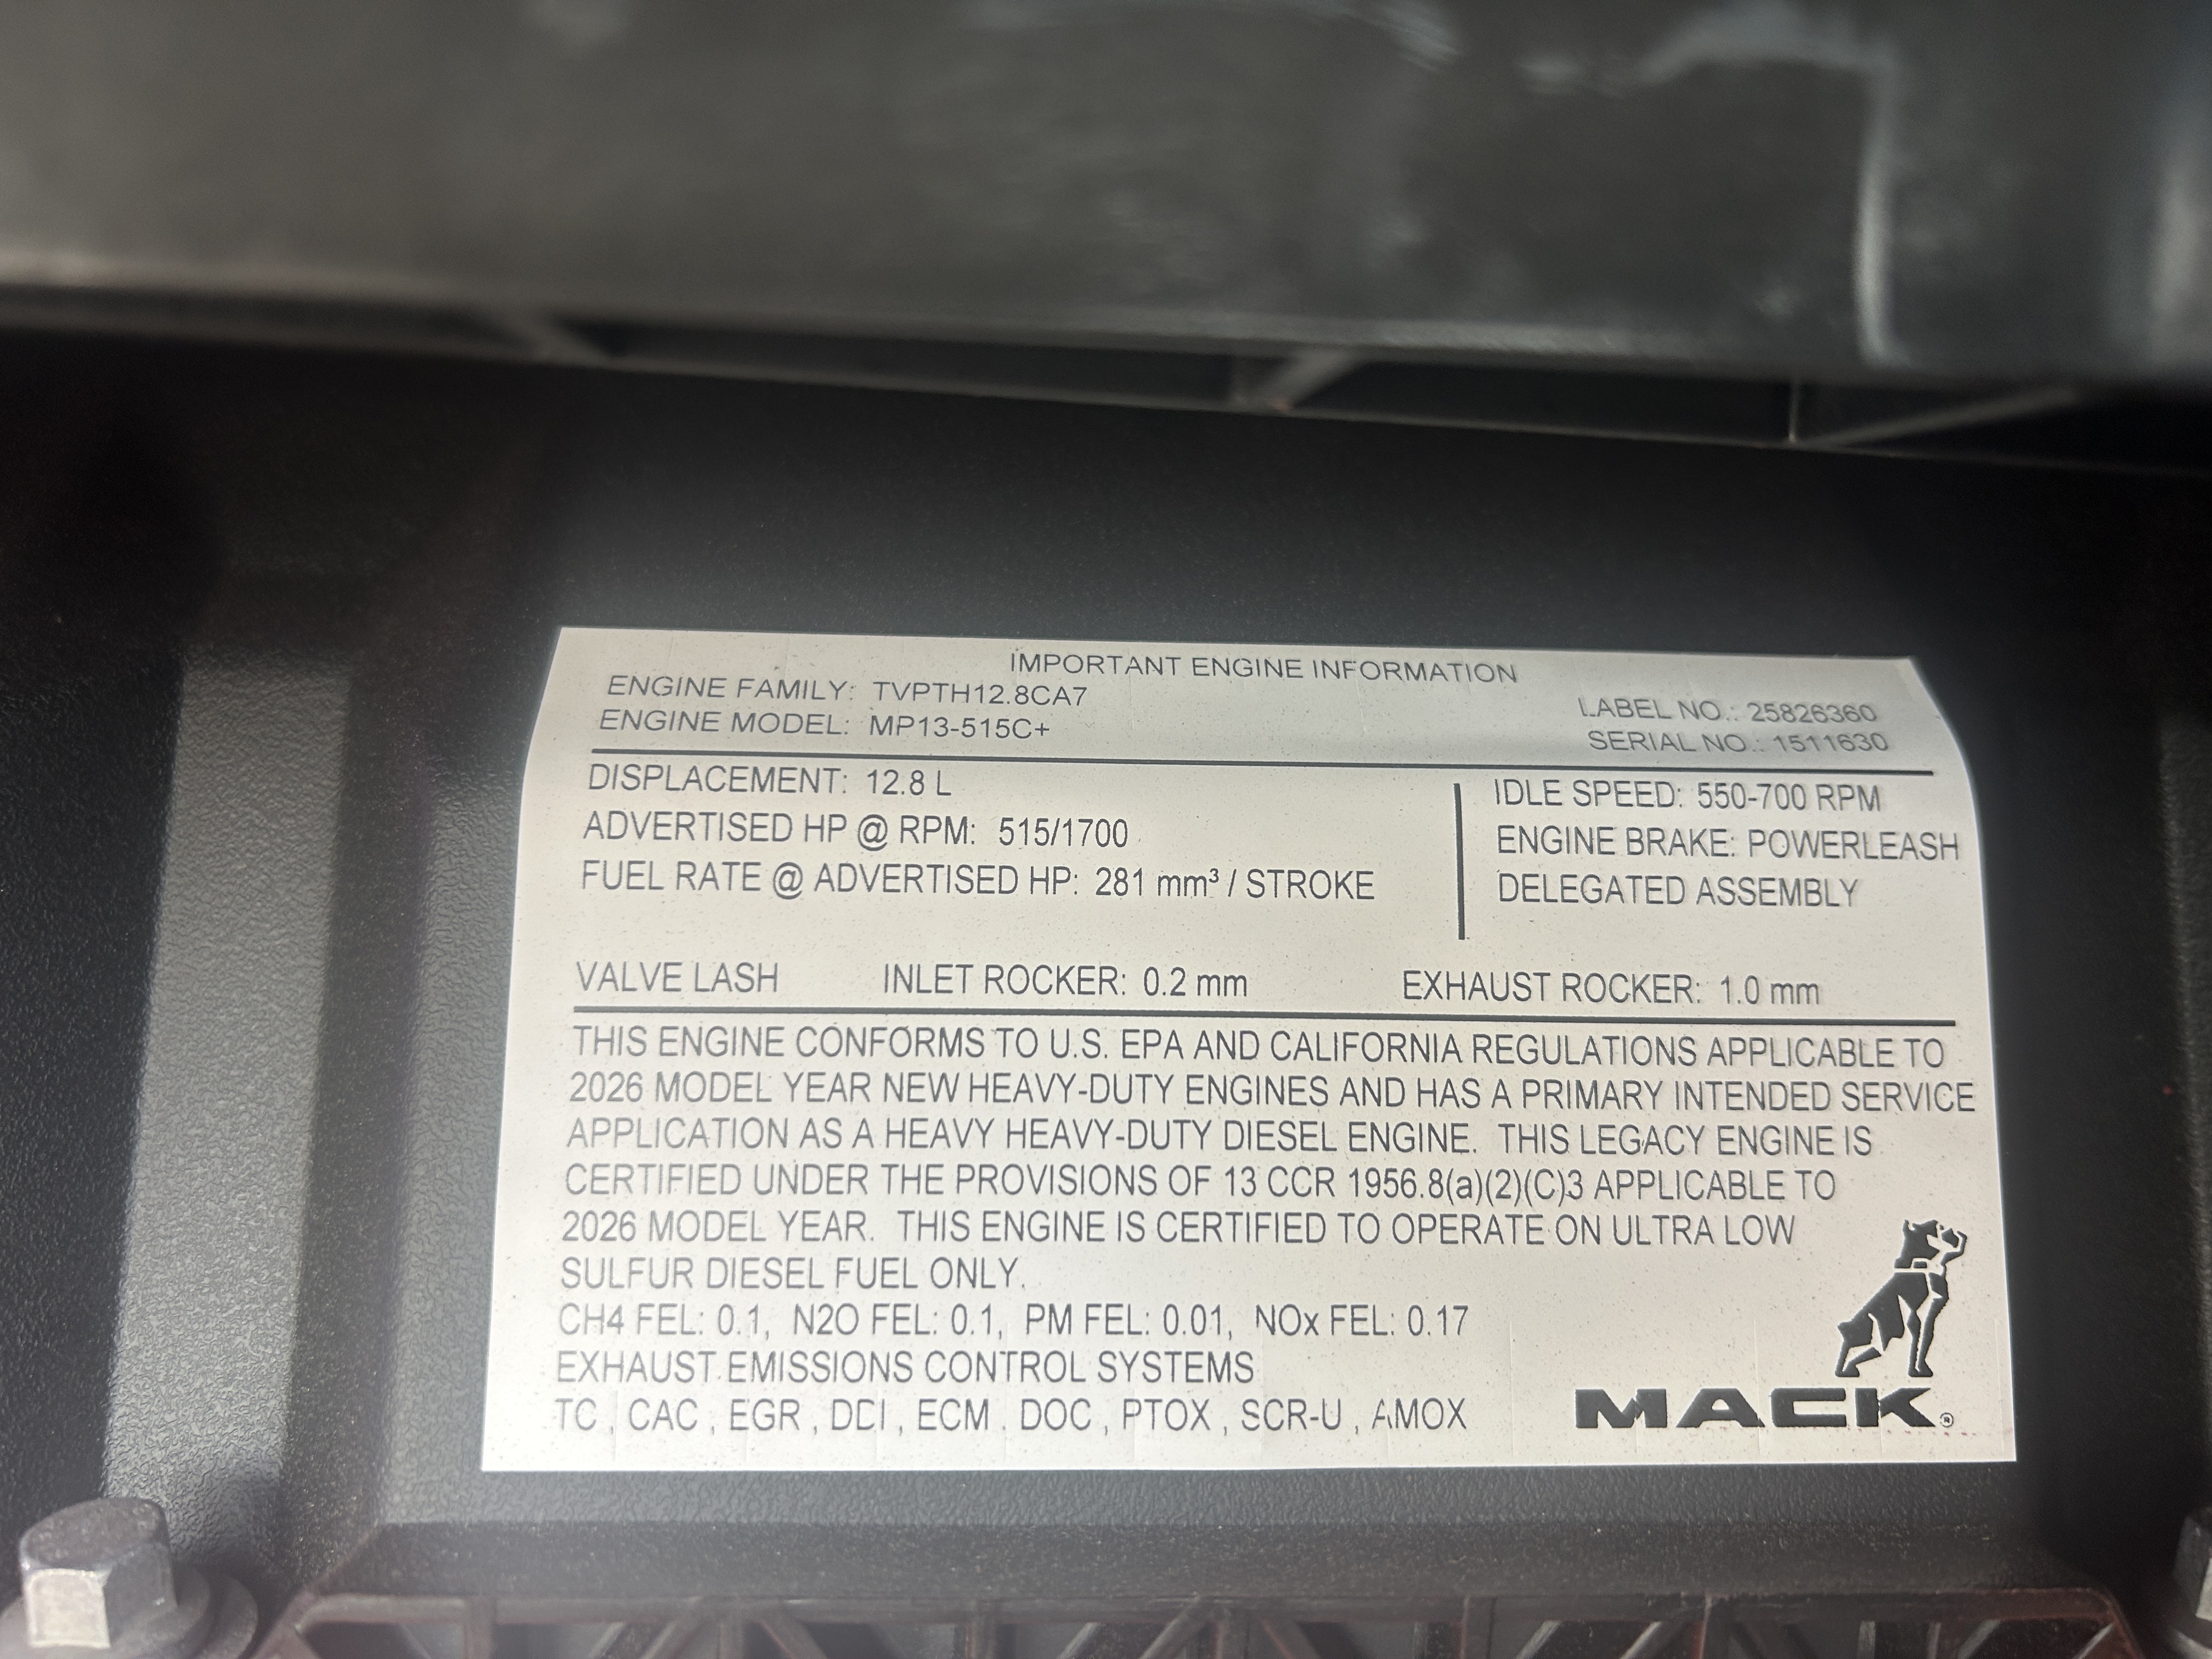 IMPORTANT ENGINE INFORMATION
ENGINE FAMILY: TVPTH12.8CA7
ENGINE MODEL: MP13-515C+
LABEL NO.: 25826360
SERIAL NO.: 1511630
DISPLACEMENT: 12.8 L
ADVERTISED HP @ RPM: 515/1700
FUEL RATE @ ADVERTISED HP: 281 mm³ / STROKE
IDLE SPEED: 550-700 RPM
ENGINE BRAKE: POWERLEASH
DELEGATED ASSEMBLY
VALVE LASH INLET ROCKER: 0.2 mm EXHAUST ROCKER: 1.0 mm
THIS ENGINE CONFORMS TO U.S. EPA AND CALIFORNIA REGULATIONS APPLICABLE TO
2026 MODEL YEAR NEW HEAVY-DUTY ENGINES AND HAS A PRIMARY INTENDED SERVICE
APPLICATION AS A HEAVY HEAVY-DUTY DIESEL ENGINE. THIS LEGACY ENGINE IS
CERTIFIED UNDER THE PROVISIONS OF 13 CCR 1956.8(a)(2)(C)3 APPLICABLE TO
2026 MODEL YEAR. THIS ENGINE IS CERTIFIED TO OPERATE ON ULTRA LOW
SULFUR DIESEL FUEL ONLY.
CH4 FEL: 0.1, N2O FEL: 0.1, PM FEL: 0.01, NOx FEL: 0.17
EXHAUST EMISSIONS CONTROL SYSTEMS
TC , CAC , EGR , DDI , ECM , DOC , PTOX , SCR-U , AMOX
MACK®